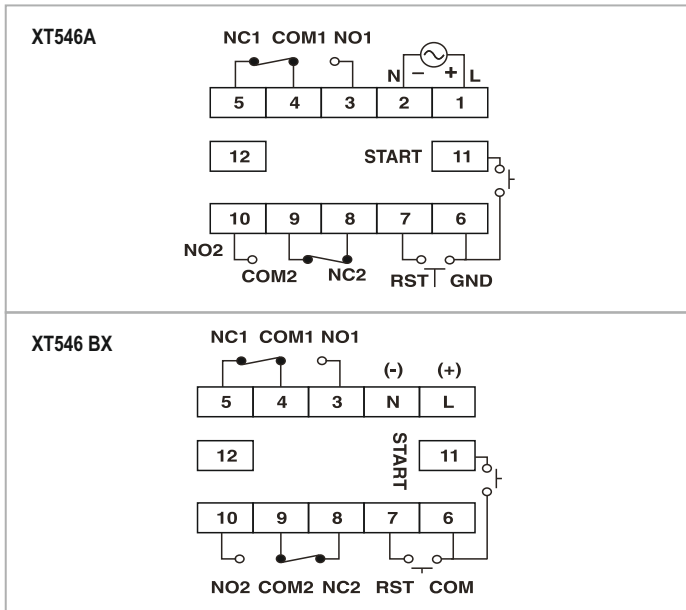 XT546A
NC1 COM1 NO1
N − + L
5 4 3 2 1
12 START 11
10 9 8 7 6
NO2
COM2 NC2 RST GND
XT546 BX
NC1 COM1 NO1
(-) (+)
5 4 3 N L
12 START 11
10 9 8 7 6
NO2 COM2 NC2 RST COM